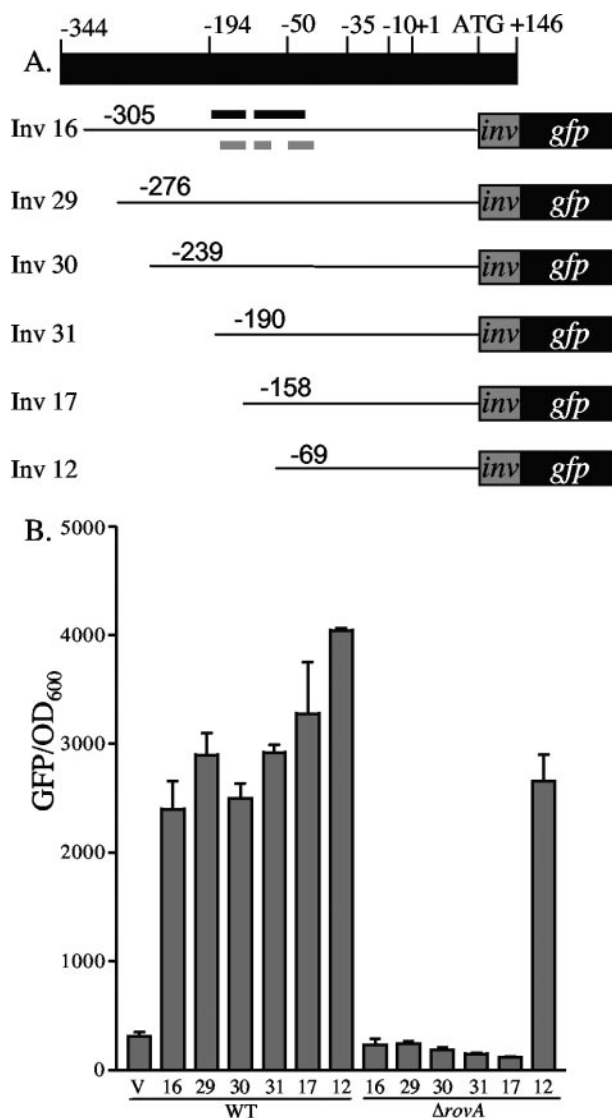 -344 -194 -50 -35 -10 +1 ATG +146
A.
Inv 16 -305 inv gfp
Inv 29 -276 inv gfp
Inv 30 -239 inv gfp
Inv 31 -190 inv gfp
Inv 17 -158 inv gfp
Inv 12 -69 inv gfp
B.
GFP/OD600
5000
4000
3000
2000
1000
0
V 16 29 30 31 17 12 16 29 30 31 17 12
WT ΔrovA